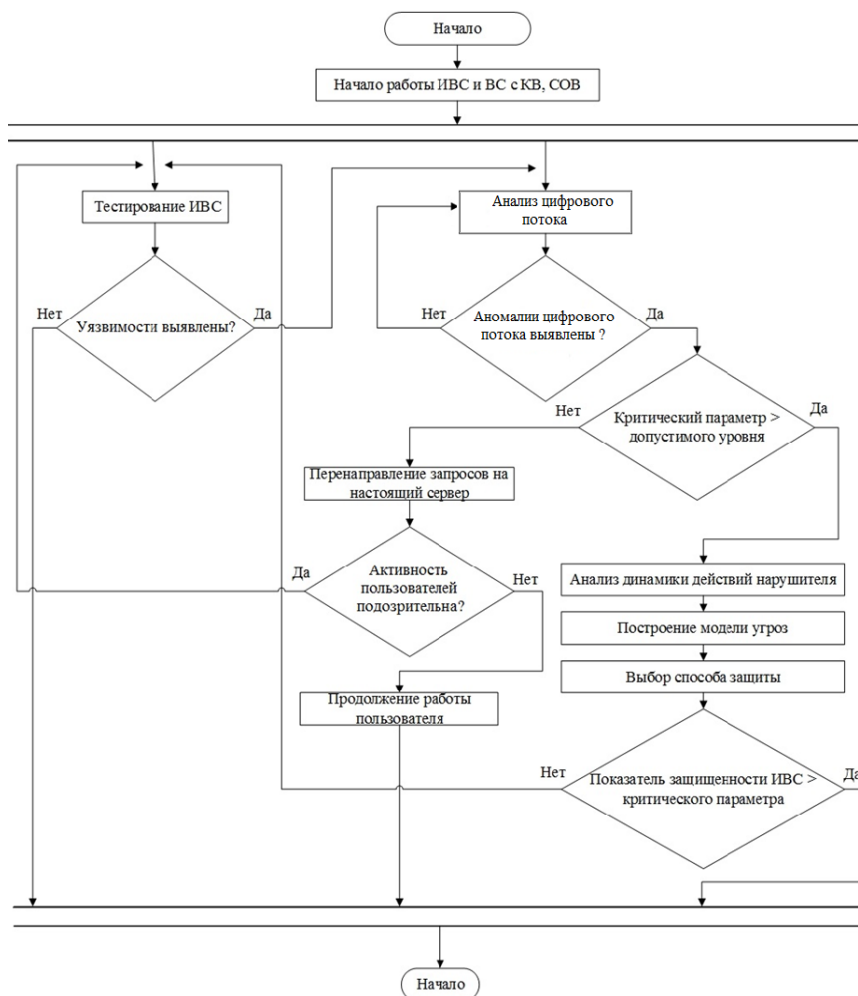 Начало
Начало работы ИВС и ВС с КВ, СОВ
Тестирование ИВС
Анализ цифрового
потока
Нет
Уязвимости выявлены?
Да
Нет
Аномалии цифрового
потока выявлены ?
Да
Нет
Критический параметр >
допустимого уровня
Да
Перенаправление запросов на
настоящий сервер
Да
Активность
пользователей
подозрительна?
Нет
Анализ динамики действий нарушителя
Построение модели угроз
Выбор способа защиты
Продолжение работы
пользователя
Нет
Показатель защищенности ИВС >
критического параметра
Да
Начало